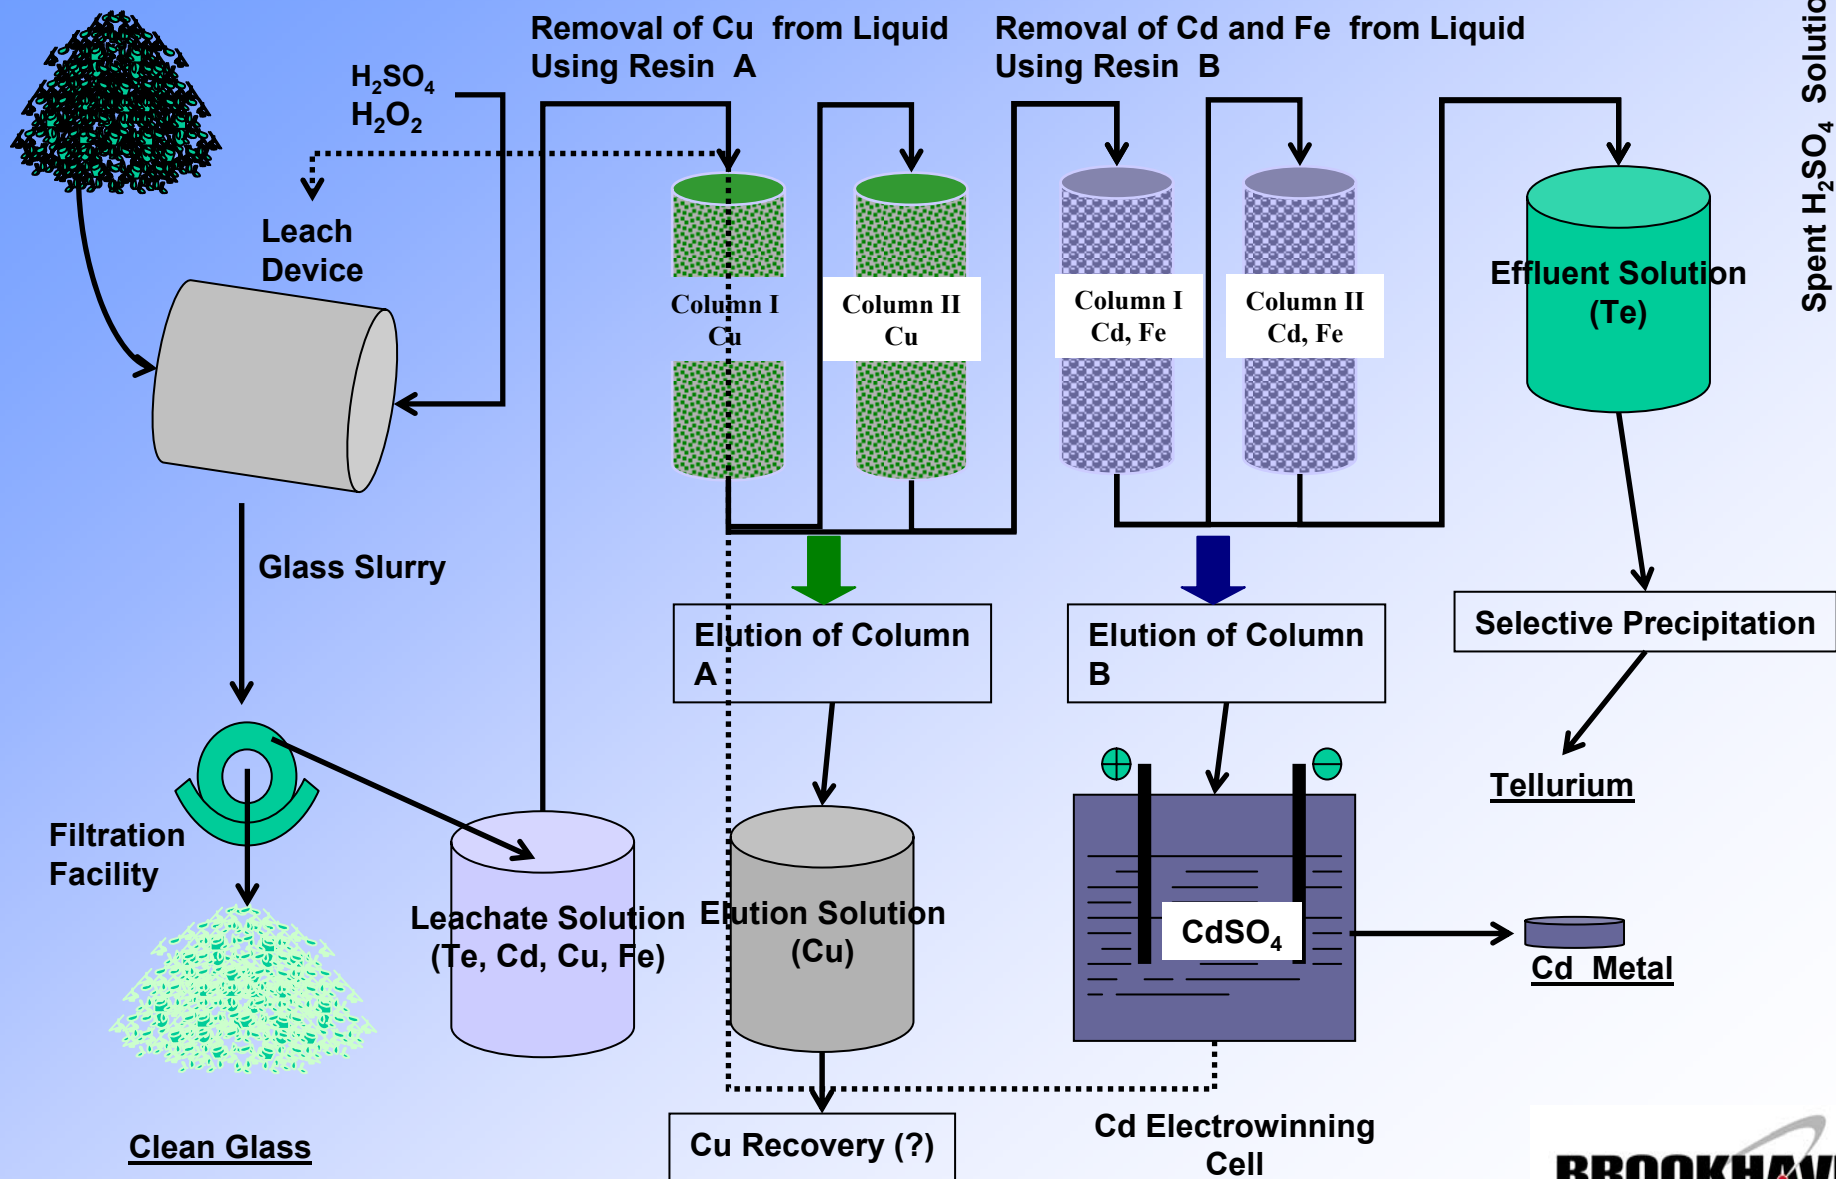 Removal of Cu from Liquid
Using Resin A
Removal of Cd and Fe from Liquid
Using Resin B
H₂SO₄
H₂O₂
Spent H₂SO₄
Leach
Device
Column I
Cu
Column II
Cu
Column I
Cd, Fe
Column II
Cd, Fe
Effluent Solution
(Te)
Glass Slurry
Elution of Column
A
Elution of Column
B
Selective Precipitation
Tellurium
Filtration
Facility
Leachate Solution
(Te, Cd, Cu, Fe)
Elution Solution
(Cu)
CdSO₄
Cd Metal
Clean Glass
Cu Recovery (?)
Cd Electrowinning
Cell